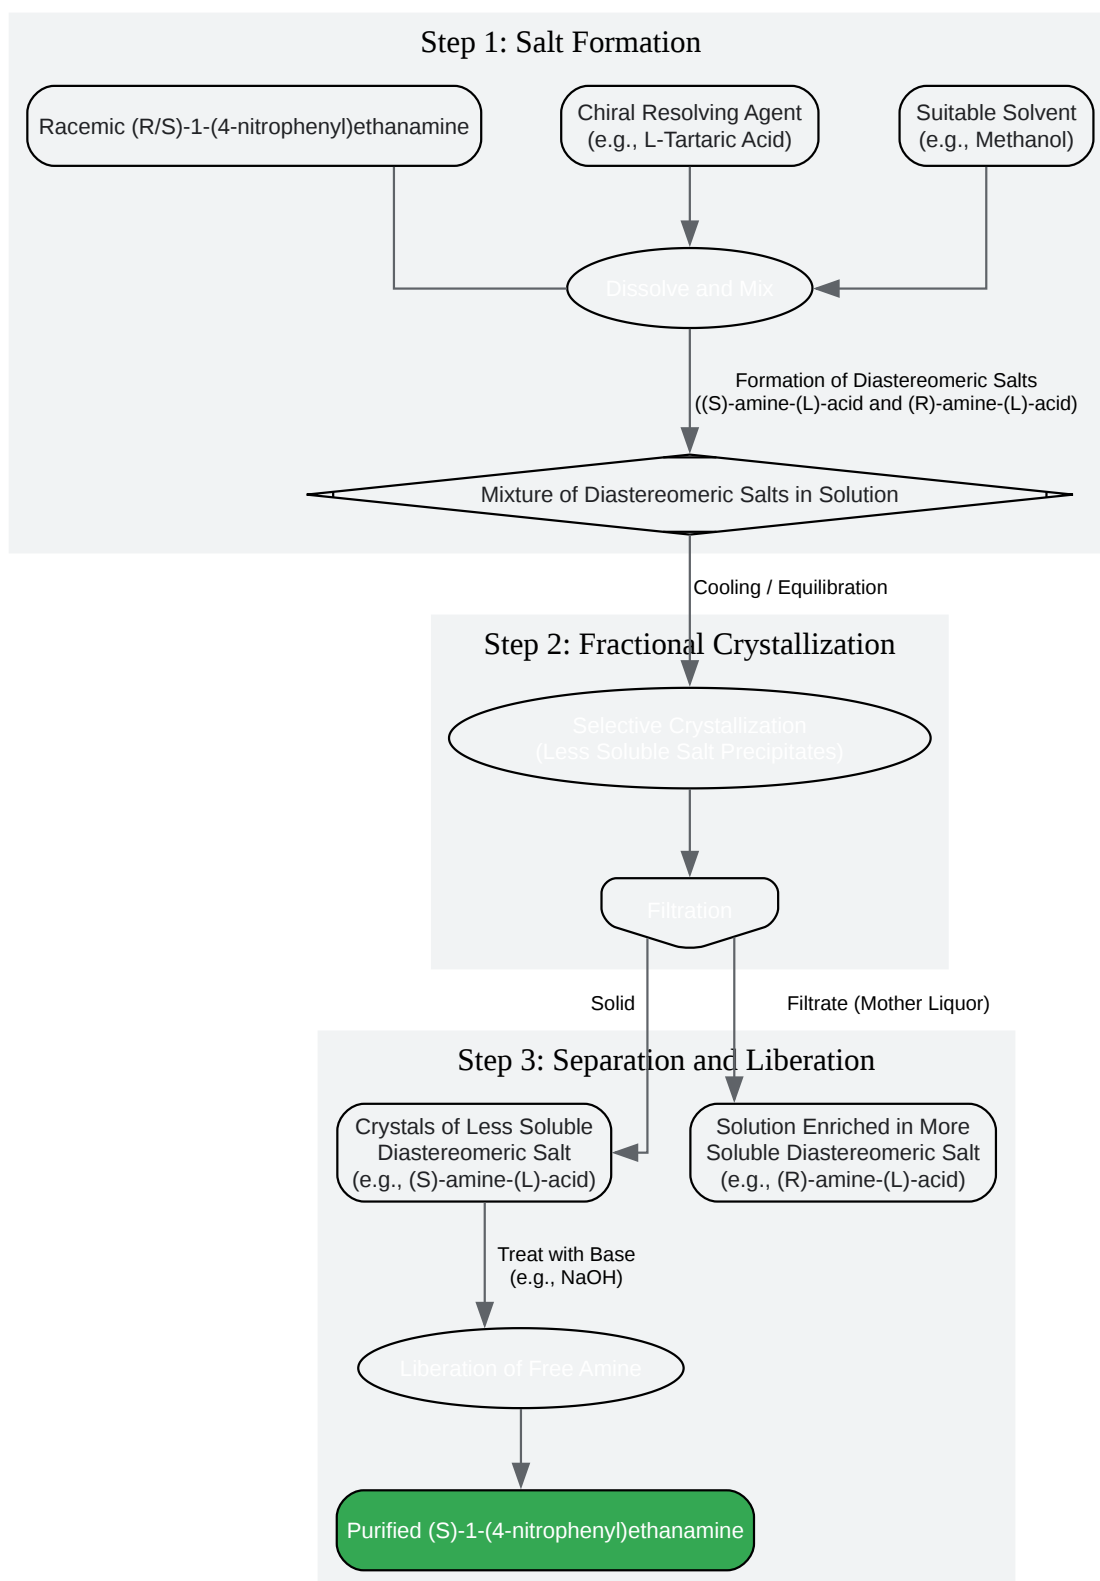 Step 1: Salt Formation
Racemic (R/S)-1-(4-nitrophenyl)ethanamine
Chiral Resolving Agent
(e.g., L-Tartaric Acid)
Suitable Solvent
(e.g., Methanol)
Dissolve and Mix
Formation of Diastereomeric Salts
((S)-amine-(L)-acid and (R)-amine-(L)-acid)
Mixture of Diastereomeric Salts in Solution
Cooling / Equilibration
Step 2: Fractional Crystallization
Selective Crystallization
(Less Soluble Salt Precipitates)
Filtration
Solid
Filtrate (Mother Liquor)
Step 3: Separation and Liberation
Crystals of Less Soluble
Diastereomeric Salt
(e.g., (S)-amine-(L)-acid)
Solution Enriched in More
Soluble Diastereomeric Salt
(e.g., (R)-amine-(L)-acid)
Treat with Base
(e.g., NaOH)
Liberation of Free Amine
Purified (S)-1-(4-nitrophenyl)ethanamine